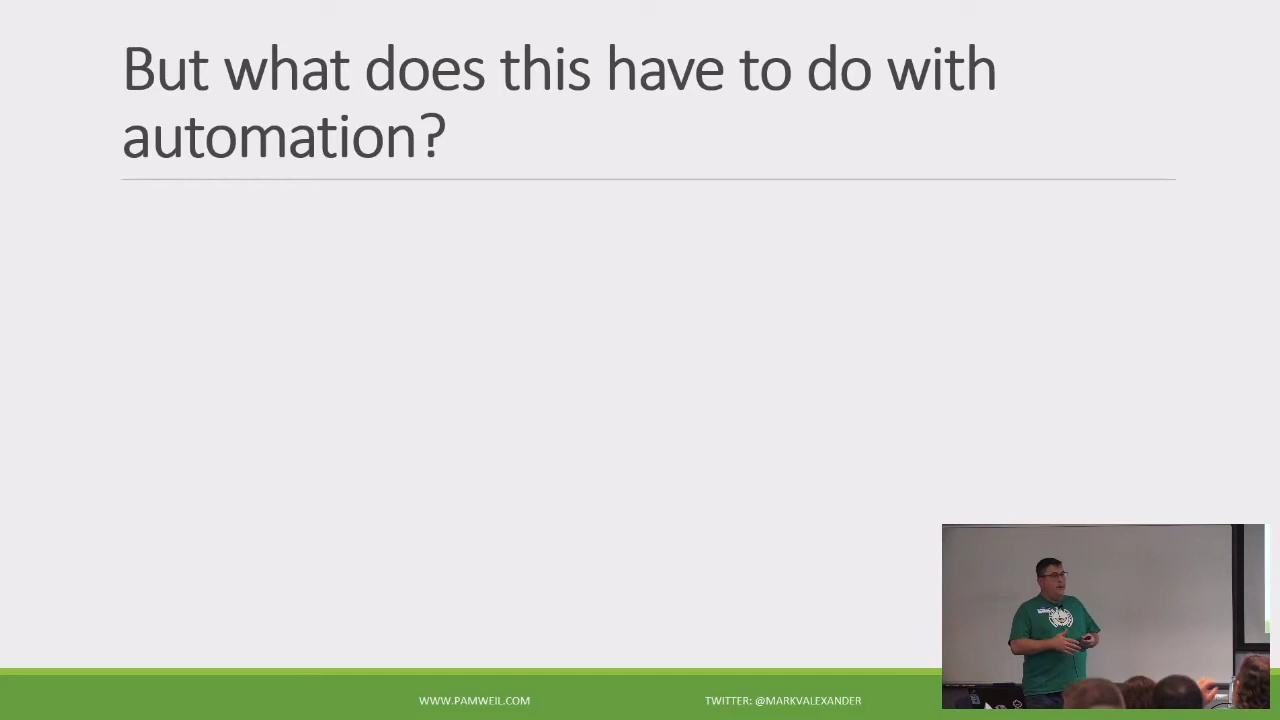 But what does this have to do with
automation?
WWW.PAMWEIL.COM
TWITTER: @MARKVALEXANDER